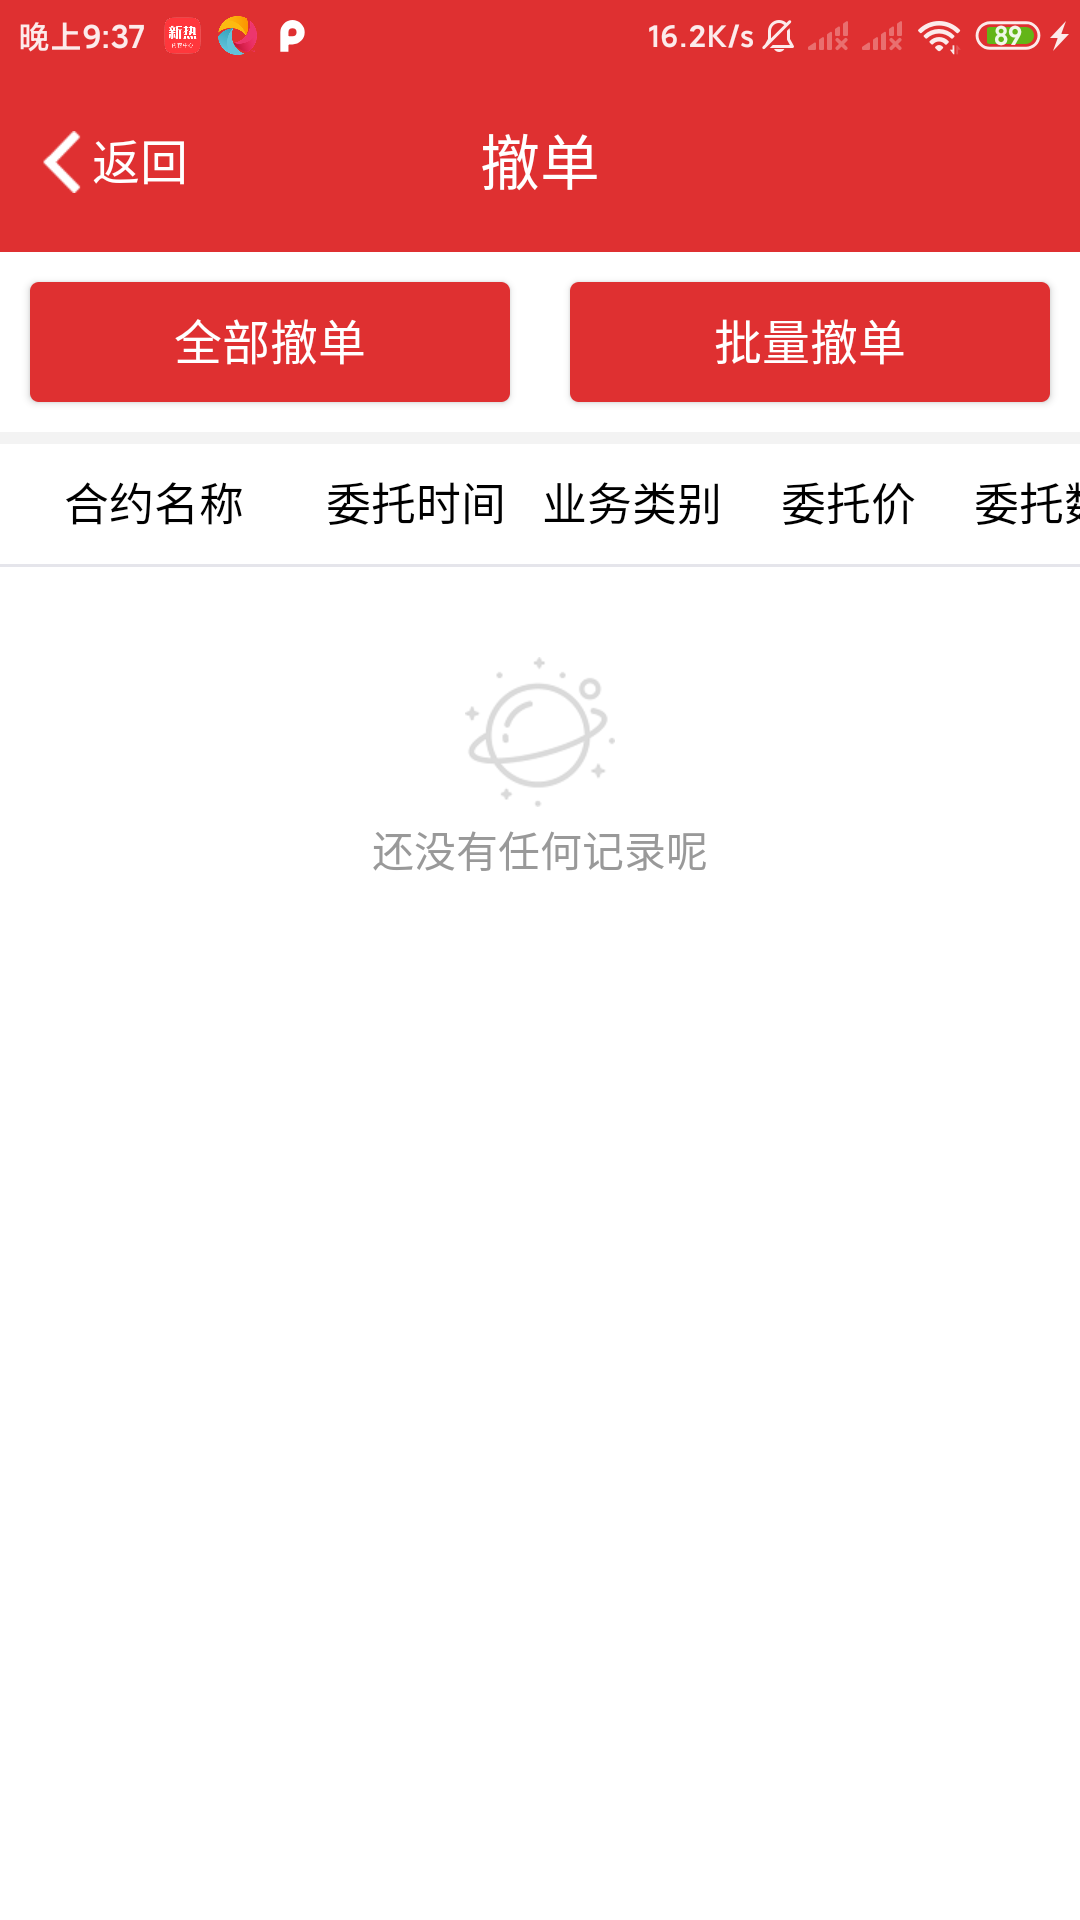 晚上9:37 新热 16.2K/s 89
返回 撤单
全部撤单 批量撤单
合约名称 委托时间 业务类别 委托价 委托数
还没有任何记录呢